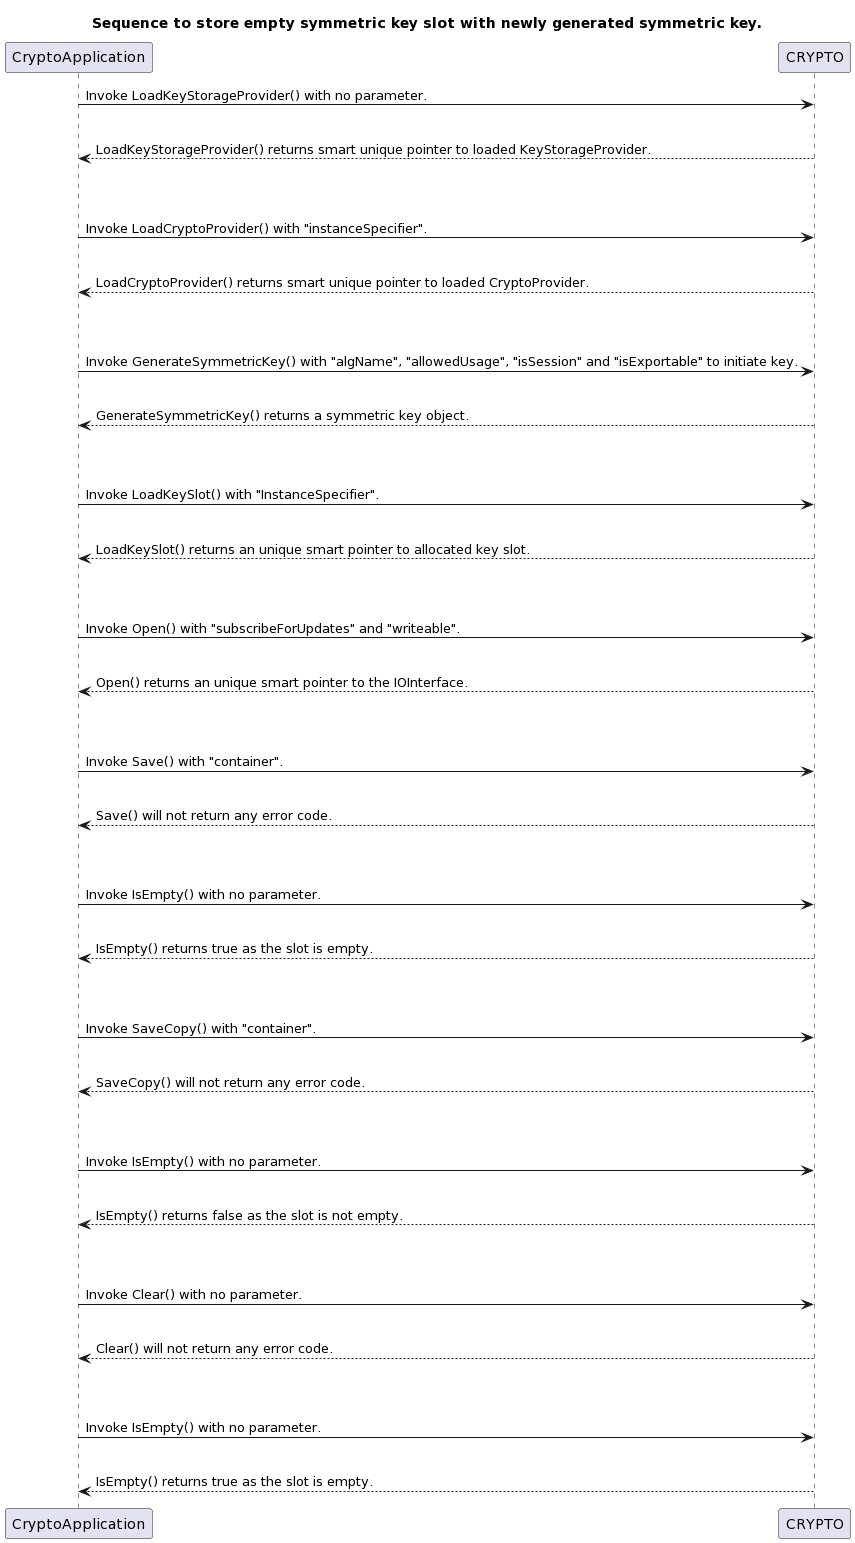 Sequence to store empty symmetric key slot with newly generated symmetric key.
CryptoApplication
CRYPTO
Invoke LoadKeyStorageProvider() with no parameter.
LoadKeyStorageProvider() returns smart unique pointer to loaded KeyStorageProvider.
Invoke LoadCryptoProvider() with "instanceSpecifier".
LoadCryptoProvider() returns smart unique pointer to loaded CryptoProvider.
Invoke GenerateSymmetricKey() with "algName", "allowedUsage", "isSession" and "isExportable" to initiate key.
GenerateSymmetricKey() returns a symmetric key object.
Invoke LoadKeySlot() with "InstanceSpecifier".
LoadKeySlot() returns an unique smart pointer to allocated key slot.
Invoke Open() with "subscribeForUpdates" and "writeable".
Open() returns an unique smart pointer to the IOInterface.
Invoke Save() with "container".
Save() will not return any error code.
Invoke IsEmpty() with no parameter.
IsEmpty() returns true as the slot is empty.
Invoke SaveCopy() with "container".
SaveCopy() will not return any error code.
Invoke IsEmpty() with no parameter.
IsEmpty() returns false as the slot is not empty.
Invoke Clear() with no parameter.
Clear() will not return any error code.
Invoke IsEmpty() with no parameter.
IsEmpty() returns true as the slot is empty.
CryptoApplication
CRYPTO